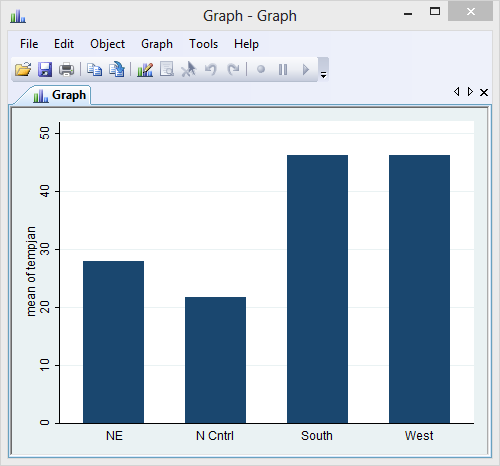 Graph - Graph
File Edit Object Graph Tools Help
Graph
50
40
30
20
10
0
mean of tempjan
NE N Cntrl South West